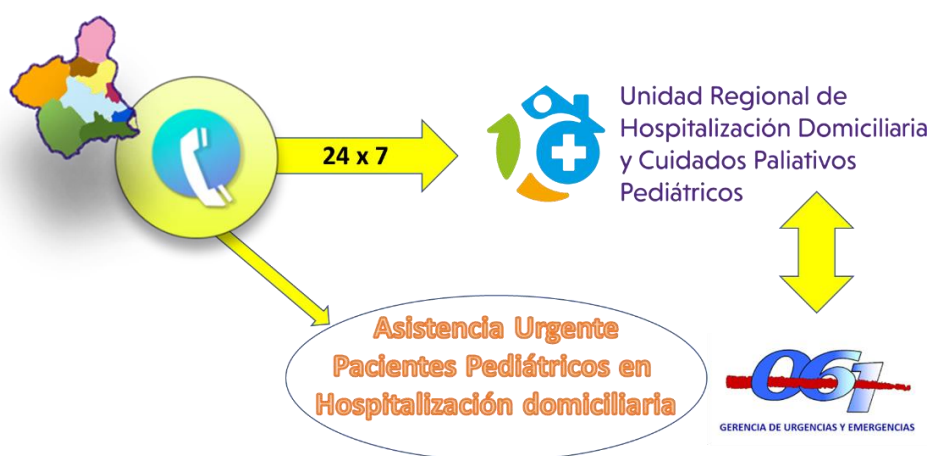 24 x 7
Unidad Regional de
Hospitalización Domiciliaria
y Cuidados Paliativos
Pediátricos
Asistencia Urgente
Pacientes Pediátricos en
Hospitalización domiciliaria
061
GERENCIA DE URGENCIAS Y EMERGENCIAS